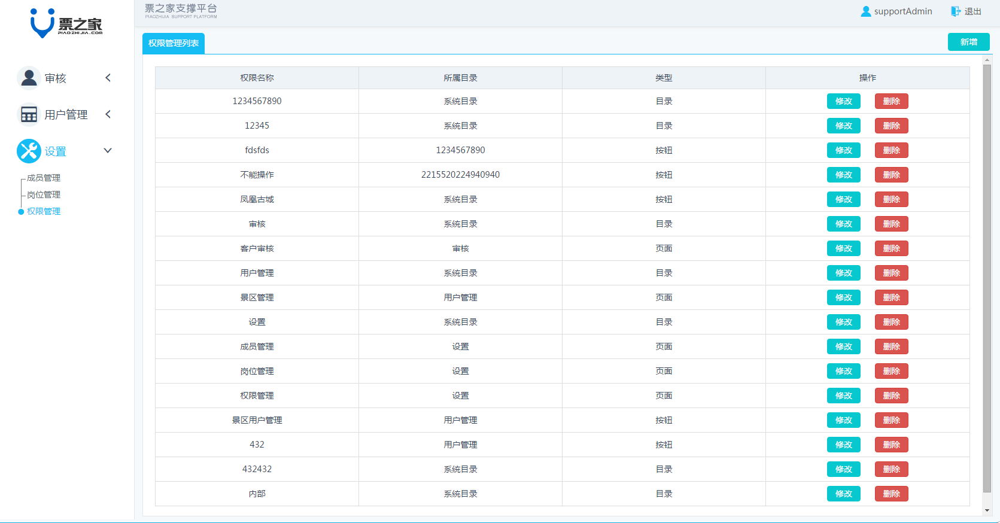 票之家
PIAOZHIJIA.COM
票之家支撑平台
PIAOZHIJIA SUPPORT PLATFORM
supportAdmin 退出
审核
用户管理
设置
成员管理
岗位管理
权限管理
权限管理列表 新增
权限名称 所属目录 类型 操作
1234567890 系统目录 目录 修改 删除
12345 系统目录 目录 修改 删除
fdsfds 1234567890 按钮 修改 删除
不能操作 2215520224940940 按钮 修改 删除
凤凰古城 系统目录 按钮 修改 删除
审核 系统目录 目录 修改 删除
客户审核 审核 页面 修改 删除
用户管理 系统目录 目录 修改 删除
景区管理 用户管理 页面 修改 删除
设置 系统目录 目录 修改 删除
成员管理 设置 页面 修改 删除
岗位管理 设置 页面 修改 删除
权限管理 设置 页面 修改 删除
景区用户管理 用户管理 按钮 修改 删除
432 用户管理 按钮 修改 删除
432432 系统目录 目录 修改 删除
内部 系统目录 目录 修改 删除